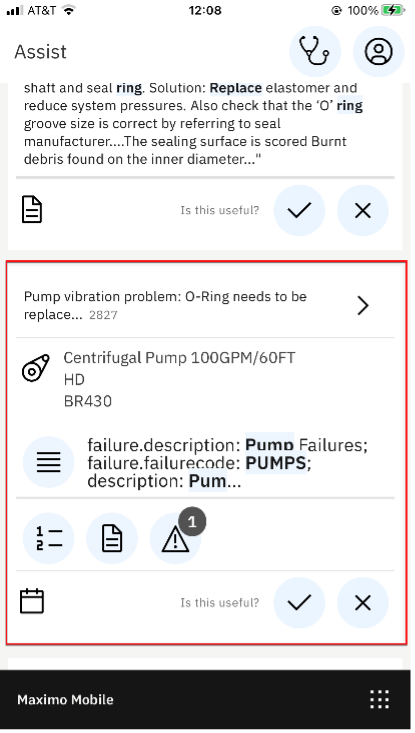 AT&T 12:08 100%
Assist
shaft and seal ring. Solution: Replace elastomer and
reduce system pressures. Also check that the ‘O’ ring
groove size is correct by referring to seal
manufacturer....The sealing surface is scored Burnt
debris found on the inner diameter..."
Is this useful?
Pump vibration problem: O-Ring needs to be
replace... 2827
Centrifugal Pump 100GPM/60FT
HD
BR430
failure.description: Pump Failures;
failure.failurecode: PUMPS;
description: Pum...
1
2
1
Is this useful?
Maximo Mobile